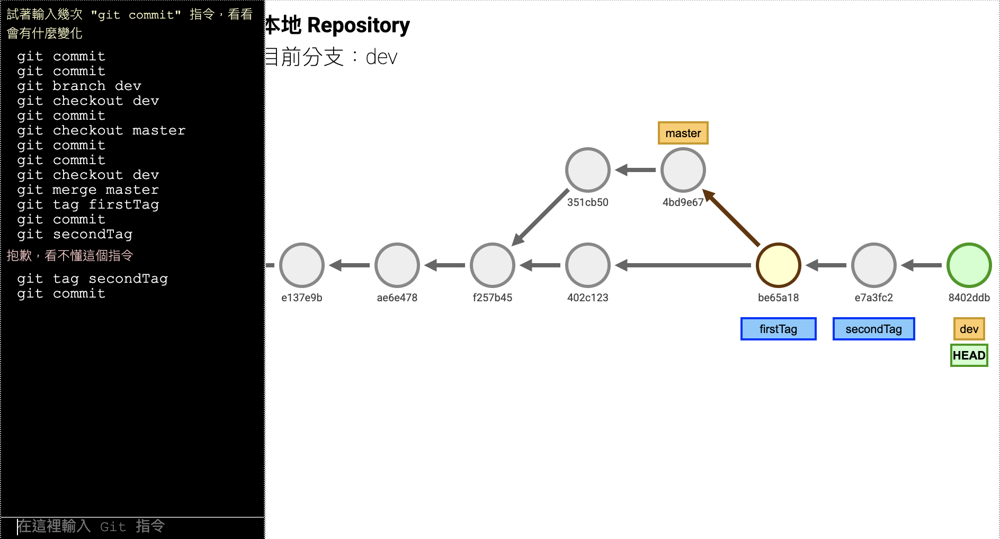 試著輸入幾次 "git commit" 指令，看看
會有什麼變化
git commit
git commit
git branch dev
git checkout dev
git commit
git checkout master
git commit
git commit
git checkout dev
git merge master
git tag firstTag
git commit
git secondTag
抱歉，看不懂這個指令
git tag secondTag
git commit
在這裡輸入 Git 指令
本地 Repository
目前分支：dev
master
351cb50
4bd9e67
e137e9b
ae6e478
f257b45
402c123
be65a18
e7a3fc2
8402ddb
firstTag
secondTag
dev
HEAD